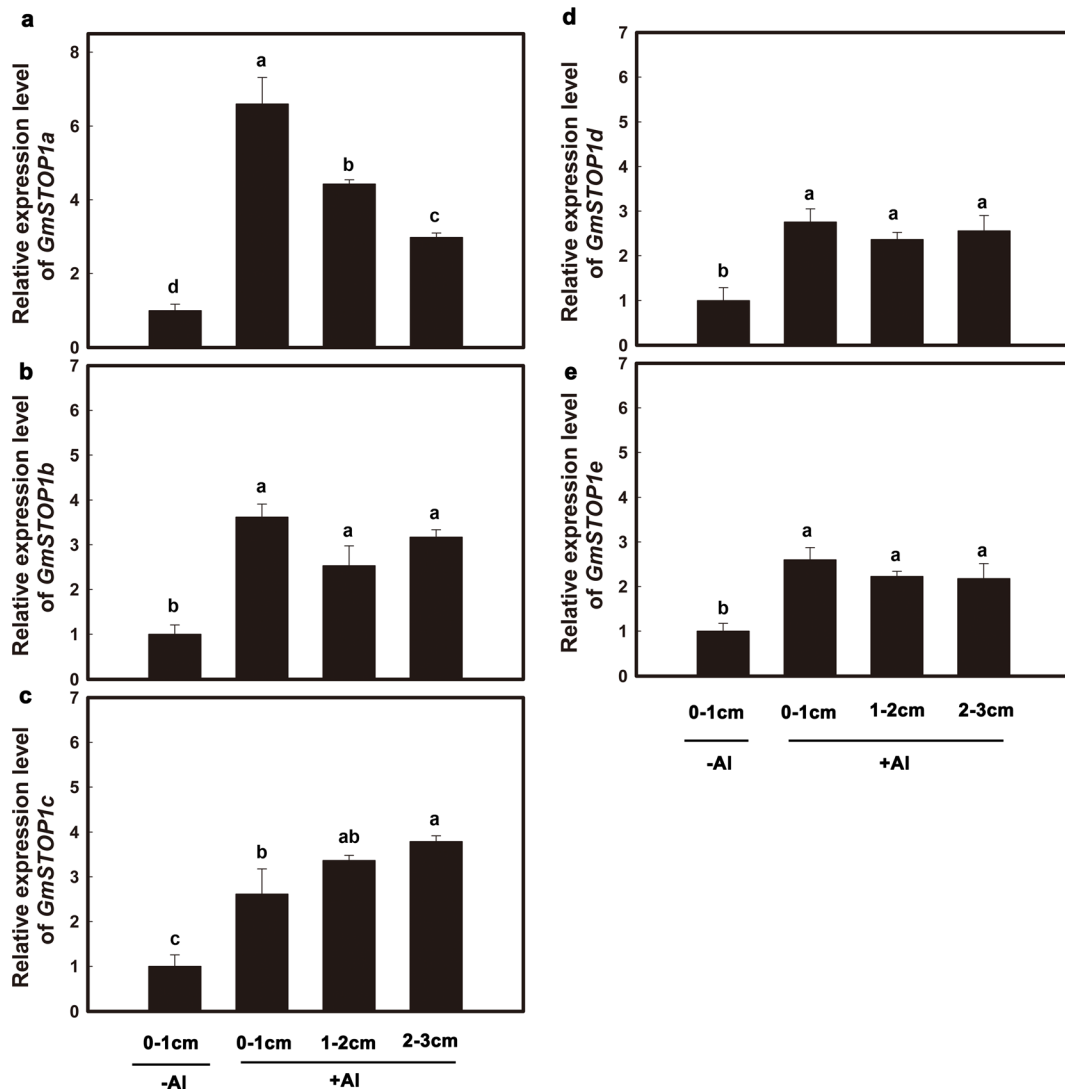 a
Relative expression level
of GmSTOP1a
8
6
4
2
0
d
a
b
c
b
Relative expression level
of GmSTOP1b
7
6
5
4
3
2
1
0
b
a
a
a
c
Relative expression level
of GmSTOP1c
7
6
5
4
3
2
1
0
c
b
ab
a
0-1cm 0-1cm 1-2cm 2-3cm
-Al +Al
d
Relative expression level
of GmSTOP1d
7
6
5
4
3
2
1
0
b
a
a
a
e
Relative expression level
of GmSTOP1e
7
6
5
4
3
2
1
0
b
a
a
a
0-1cm 0-1cm 1-2cm 2-3cm
-Al +Al